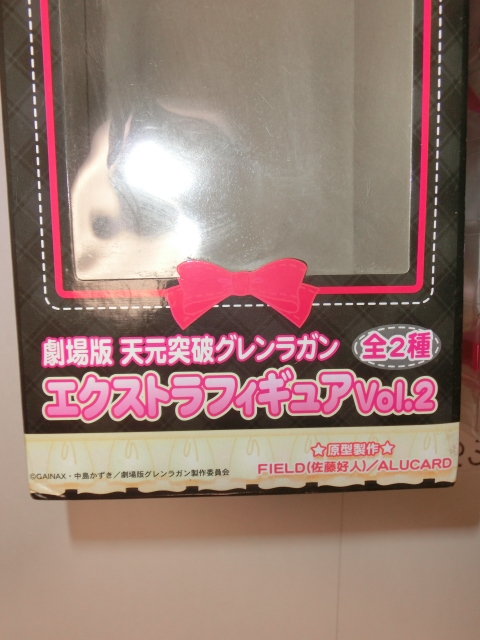 劇場版 天元突破グレンラガン
全2種
エクストラフィギュアVol.2
★原型製作★
FIELD(佐藤好人)/ALUCARD
©GAINAX・中島かずき/劇場版グレンラガン製作委員会